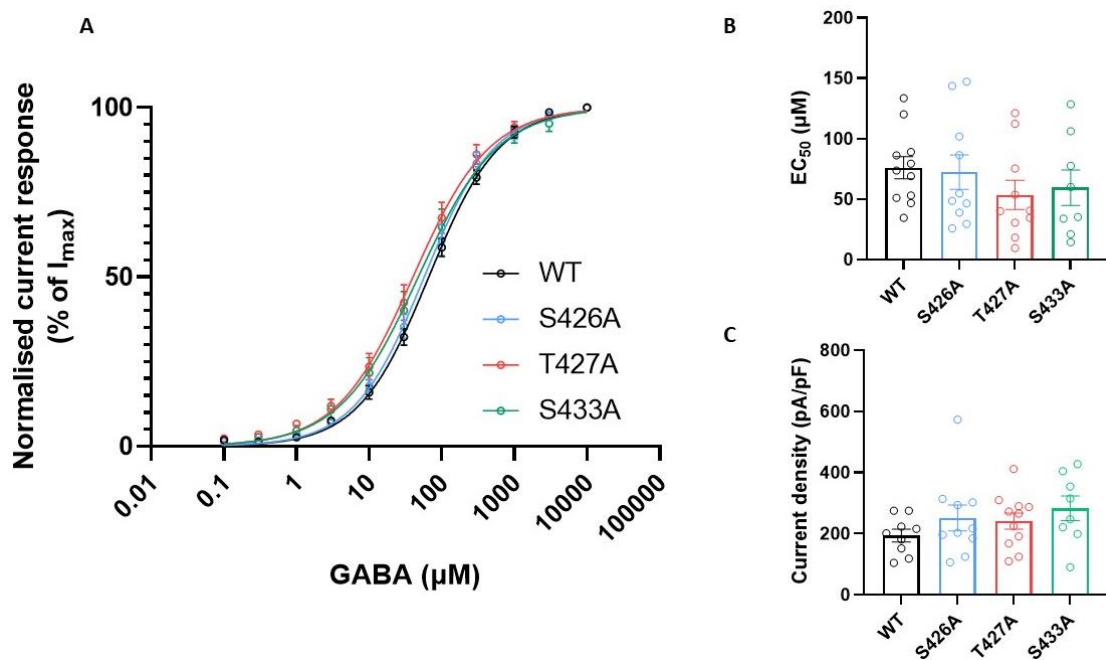 A
Normalised current response
(% of Imax)
100
50
0
0.01
0.1
1
10
100
1000
10000
100000
1000000
GABA (µM)
WT
S426A
T427A
S433A
B
EC50 (µM)
200
150
100
50
0
WT
S426A
T427A
S433A
C
Current density (pA/pF)
800
600
400
200
0
WT
S426A
T427A
S433A